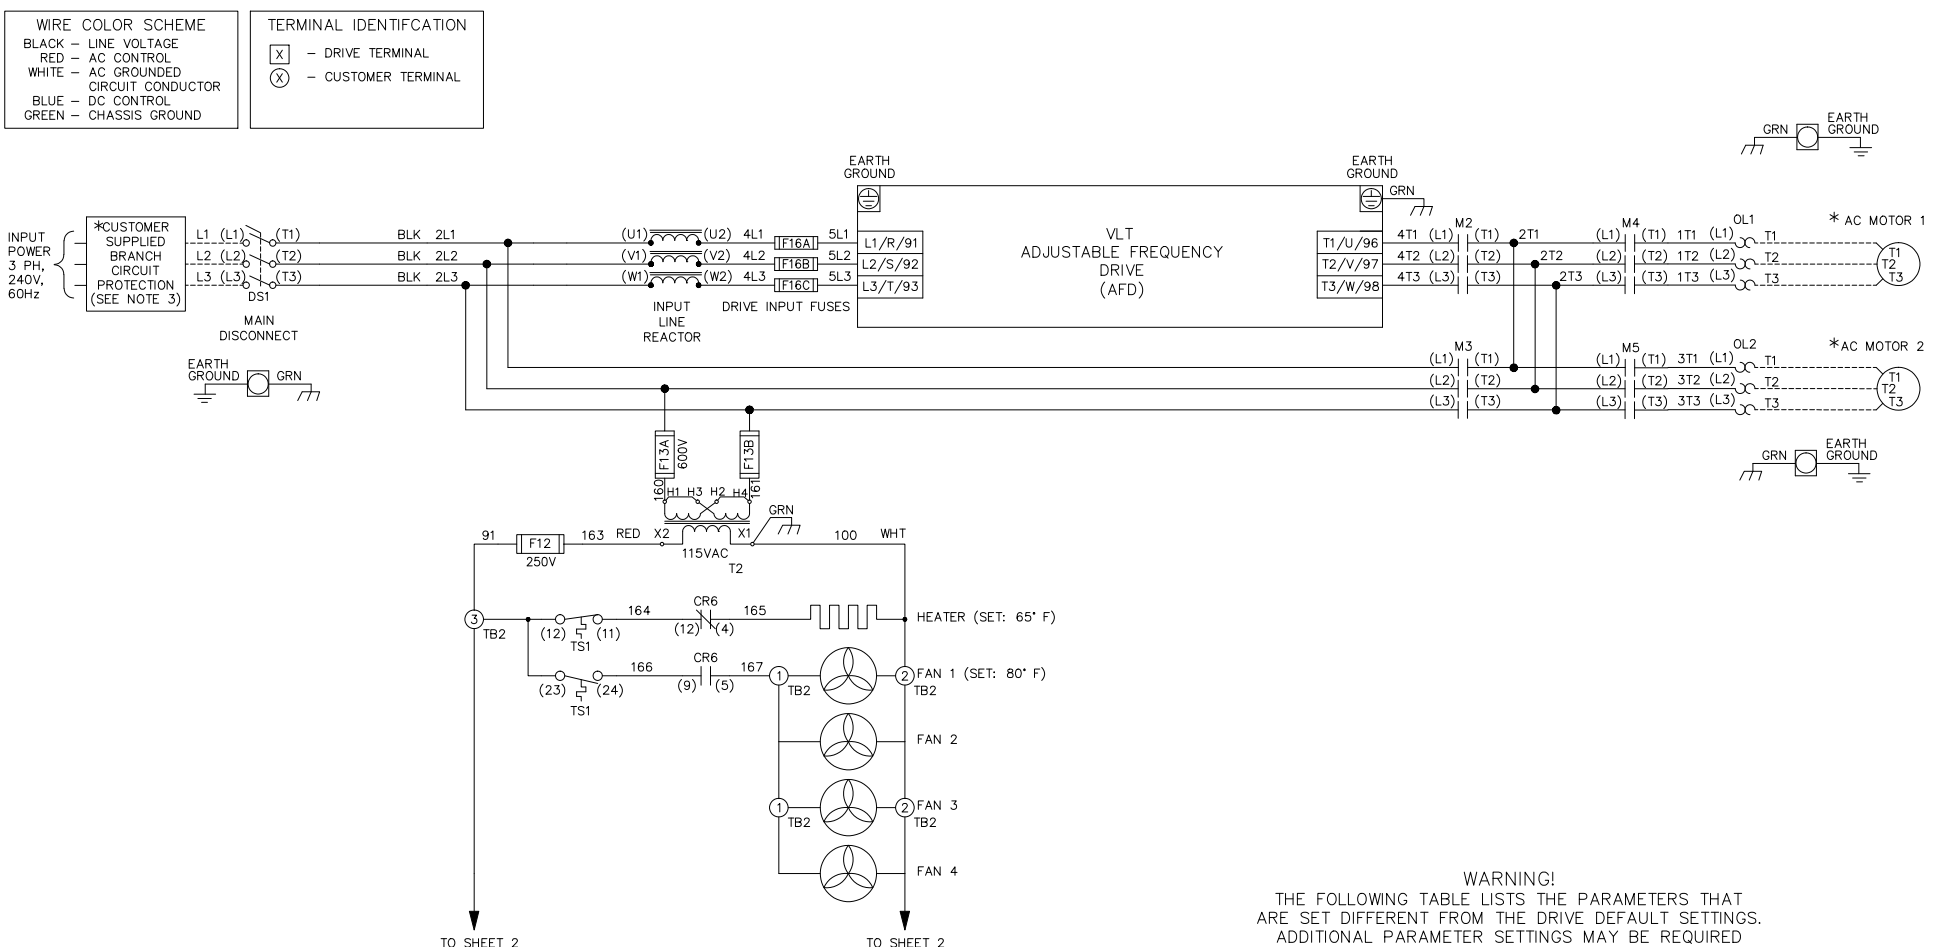 WIRE COLOR SCHEME
BLACK – LINE VOLTAGE
RED – AC CONTROL
WHITE – AC GROUNDED
CIRCUIT CONDUCTOR
BLUE – DC CONTROL
GREEN – CHASSIS GROUND
TERMINAL IDENTIFCATION
X – DRIVE TERMINAL
X – CUSTOMER TERMINAL
GRN
EARTH
GROUND
INPUT
POWER
3 PH,
240V,
60Hz
*CUSTOMER
SUPPLIED
BRANCH
CIRCUIT
PROTECTION
(SEE NOTE 3)
L1 (L1) (T1) BLK 2L1 (U1) (U2) 4L1 F16A 5L1 L1/R/91
L2 (L2) (T2) BLK 2L2 (V1) (V2) 4L2 F16B 5L2 L2/S/92
L3 (L3) (T3) BLK 2L3 (W1) (W2) 4L3 F16C 5L3 L3/T/93
DS1
MAIN
DISCONNECT
INPUT
LINE
REACTOR
DRIVE INPUT FUSES
EARTH
GROUND
VLT
ADJUSTABLE FREQUENCY
DRIVE
(AFD)
EARTH
GROUND
GRN
M2 M4 OL1 * AC MOTOR 1
T1/U/96 4T1 (L1) (T1) 2T1 (L1) (T1) 1T1 (L1) T1 T1
T2/V/97 4T2 (L2) (T2) 2T2 (L2) (T2) 1T2 (L2) T2 T2
T3/W/98 4T3 (L3) (T3) 2T3 (L3) (T3) 1T3 (L3) T3 T3
EARTH
GROUND GRN
M3 M5 OL2 *AC MOTOR 2
(L1) (T1) (L1) (T1) 3T1 (L1) T1 T1
(L2) (T2) (L2) (T2) 3T2 (L2) T2 T2
(L3) (T3) (L3) (T3) 3T3 (L3) T3 T3
GRN
EARTH
GROUND
F13A
600V
F13B
160
H1 H3 H2 H4
161
GRN
91 F12 163 RED X2 X1 100 WHT
250V
115VAC
T2
3
TB2
164 CR6 165
HEATER (SET: 65° F)
(12) (11) (12) (4)
TS1
166 CR6 167
1 2 FAN 1 (SET: 80° F)
(23) (24) (9) (5) TB2 TB2
TS1
FAN 2
1 2 FAN 3
TB2 TB2
FAN 4
TO SHEET 2
TO SHEET 2
WARNING!
THE FOLLOWING TABLE LISTS THE PARAMETERS THAT
ARE SET DIFFERENT FROM THE DRIVE DEFAULT SETTINGS.
ADDITIONAL PARAMETER SETTINGS MAY BE REQUIRED